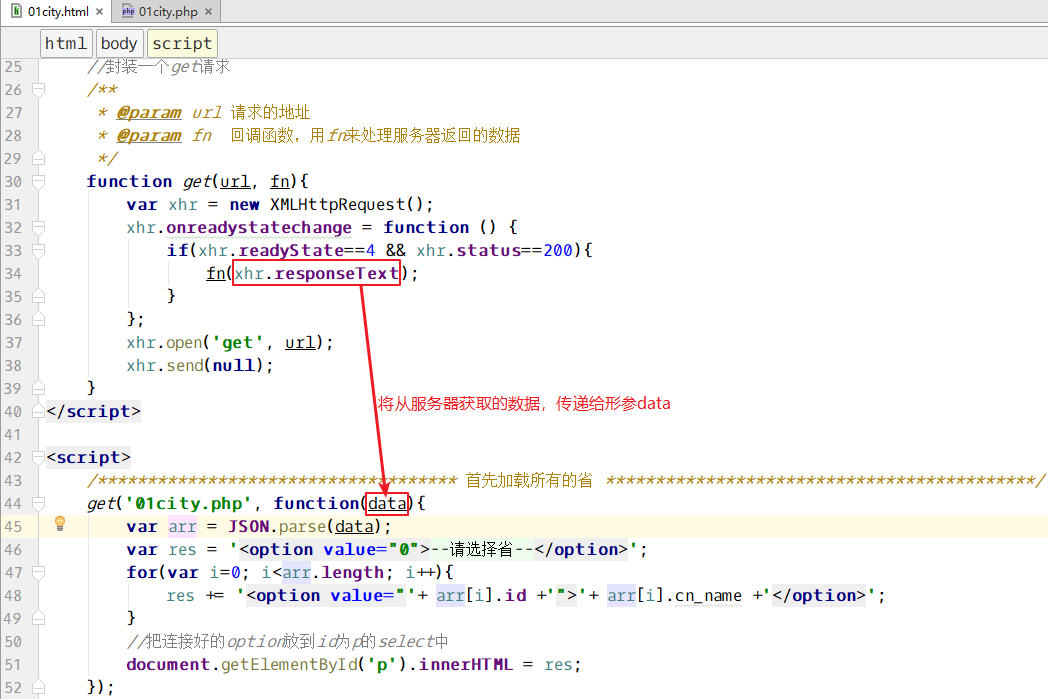 01city.html × 01city.php ×
html body script
25 //封装一个get请求
26 /**
27 * @param url 请求的地址
28 * @param fn 回调函数，用fn来处理服务器返回的数据
29 */
30 function get(url, fn){
31 var xhr = new XMLHttpRequest();
32 xhr.onreadystatechange = function () {
33 if(xhr.readyState==4 && xhr.status==200){
34 fn(xhr.responseText);
35 }
36 };
37 xhr.open('get', url);
38 xhr.send(null);
39 }
将从服务器获取的数据，传递给形参data
40 </script>
41
42 <script>
43 /************************************ 首先加载所有的省 *******************************************/
44 get('01city.php', function(data){
45 var arr = JSON.parse(data);
46 var res = '<option value="0">--请选择省--</option>';
47 for(var i=0; i<arr.length; i++){
48 res += '<option value="'+ arr[i].id +'">'+ arr[i].cn_name +'</option>';
49 }
50 //把连接好的option放到id为p的select中
51 document.getElementById('p').innerHTML = res;
52 });